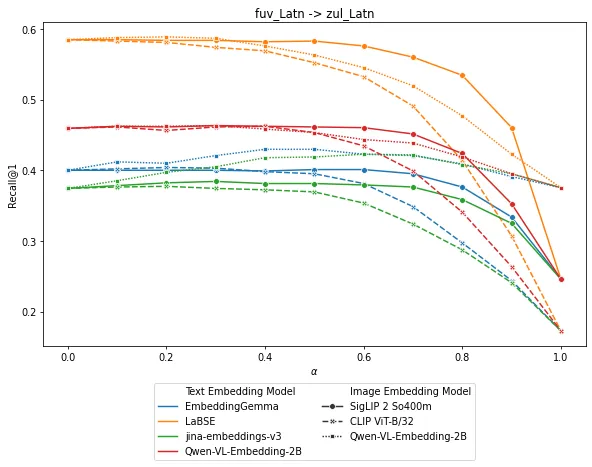 fuv_Latn -> zul_Latn
Recall@1
0.6
0.5
0.4
0.3
0.2
0.0 0.2 0.4 0.6 0.8 1.0
α
Text Embedding Model Image Embedding Model
EmbeddingGemma SigLIP 2 So400m
LaBSE CLIP ViT-B/32
jina-embeddings-v3 Qwen-VL-Embedding-2B
Qwen-VL-Embedding-2B